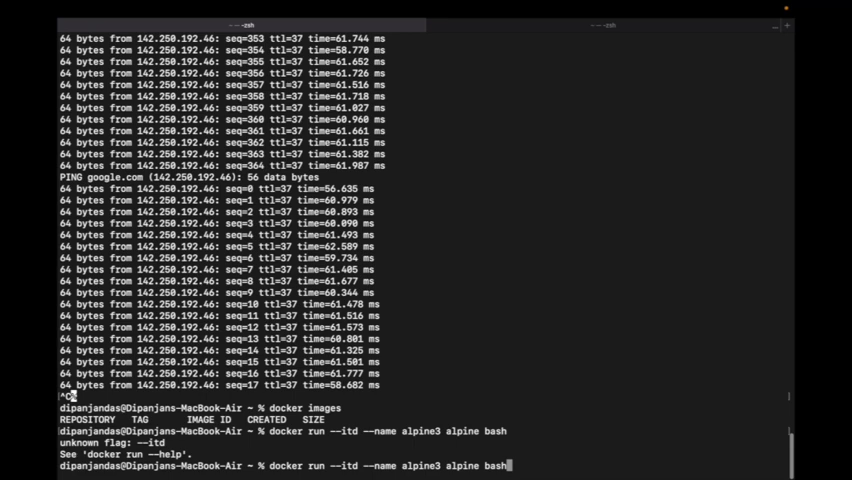 -- -- -zsh
-- -- -zsh
64 bytes from 142.250.192.46: seq=353 ttl=37 time=61.744 ms
64 bytes from 142.250.192.46: seq=354 ttl=37 time=58.770 ms
64 bytes from 142.250.192.46: seq=355 ttl=37 time=61.652 ms
64 bytes from 142.250.192.46: seq=356 ttl=37 time=61.726 ms
64 bytes from 142.250.192.46: seq=357 ttl=37 time=61.516 ms
64 bytes from 142.250.192.46: seq=358 ttl=37 time=61.718 ms
64 bytes from 142.250.192.46: seq=359 ttl=37 time=61.027 ms
64 bytes from 142.250.192.46: seq=360 ttl=37 time=60.960 ms
64 bytes from 142.250.192.46: seq=361 ttl=37 time=61.661 ms
64 bytes from 142.250.192.46: seq=362 ttl=37 time=61.115 ms
64 bytes from 142.250.192.46: seq=363 ttl=37 time=61.382 ms
64 bytes from 142.250.192.46: seq=364 ttl=37 time=61.987 ms
PING google.com (142.250.192.46): 56 data bytes
64 bytes from 142.250.192.46: seq=0 ttl=37 time=56.635 ms
64 bytes from 142.250.192.46: seq=1 ttl=37 time=60.979 ms
64 bytes from 142.250.192.46: seq=2 ttl=37 time=60.893 ms
64 bytes from 142.250.192.46: seq=3 ttl=37 time=60.090 ms
64 bytes from 142.250.192.46: seq=4 ttl=37 time=61.493 ms
64 bytes from 142.250.192.46: seq=5 ttl=37 time=62.589 ms
64 bytes from 142.250.192.46: seq=6 ttl=37 time=59.734 ms
64 bytes from 142.250.192.46: seq=7 ttl=37 time=61.405 ms
64 bytes from 142.250.192.46: seq=8 ttl=37 time=61.677 ms
64 bytes from 142.250.192.46: seq=9 ttl=37 time=60.344 ms
64 bytes from 142.250.192.46: seq=10 ttl=37 time=61.478 ms
64 bytes from 142.250.192.46: seq=11 ttl=37 time=61.516 ms
64 bytes from 142.250.192.46: seq=12 ttl=37 time=61.573 ms
64 bytes from 142.250.192.46: seq=13 ttl=37 time=60.801 ms
64 bytes from 142.250.192.46: seq=14 ttl=37 time=61.325 ms
64 bytes from 142.250.192.46: seq=15 ttl=37 time=61.501 ms
64 bytes from 142.250.192.46: seq=16 ttl=37 time=61.777 ms
64 bytes from 142.250.192.46: seq=17 ttl=37 time=58.682 ms
^C%
dipanjandas@Dipanjans-MacBook-Air ~ % docker images
REPOSITORY TAG IMAGE ID CREATED SIZE
dipanjandas@Dipanjans-MacBook-Air ~ % docker run --itd --name alpine3 alpine bash
unknown flag: --itd
See 'docker run --help'.
dipanjandas@Dipanjans-MacBook-Air ~ % docker run --itd --name alpine3 alpine bash